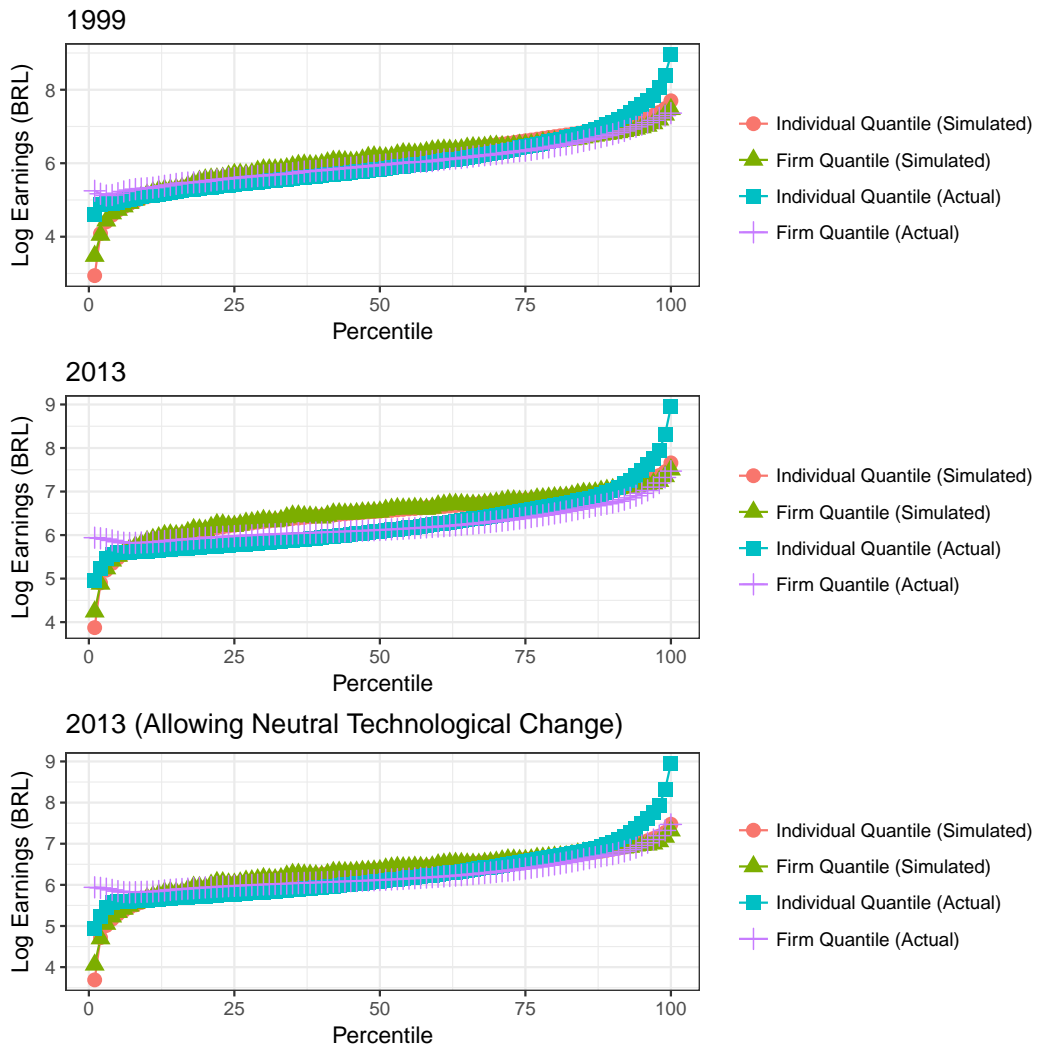 1999
Log Earnings (BRL)
8
6
4
0 25 50 75 100
Percentile
Individual Quantile (Simulated)
Firm Quantile (Simulated)
Individual Quantile (Actual)
Firm Quantile (Actual)
2013
Log Earnings (BRL)
9
8
7
6
5
4
0 25 50 75 100
Percentile
Individual Quantile (Simulated)
Firm Quantile (Simulated)
Individual Quantile (Actual)
Firm Quantile (Actual)
2013 (Allowing Neutral Technological Change)
Log Earnings (BRL)
9
8
7
6
5
4
0 25 50 75 100
Percentile
Individual Quantile (Simulated)
Firm Quantile (Simulated)
Individual Quantile (Actual)
Firm Quantile (Actual)